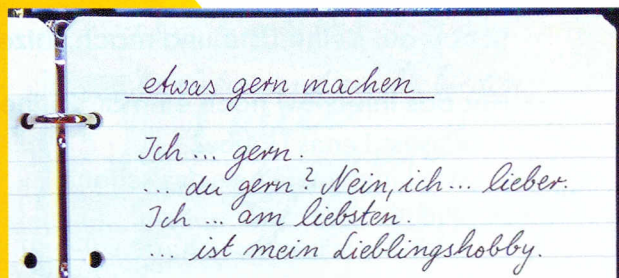 etwas gern machen
Ich ... gern.
... du gern? Nein, ich ... lieber.
Ich ... am liebsten.
... ist mein Lieblingshobby.